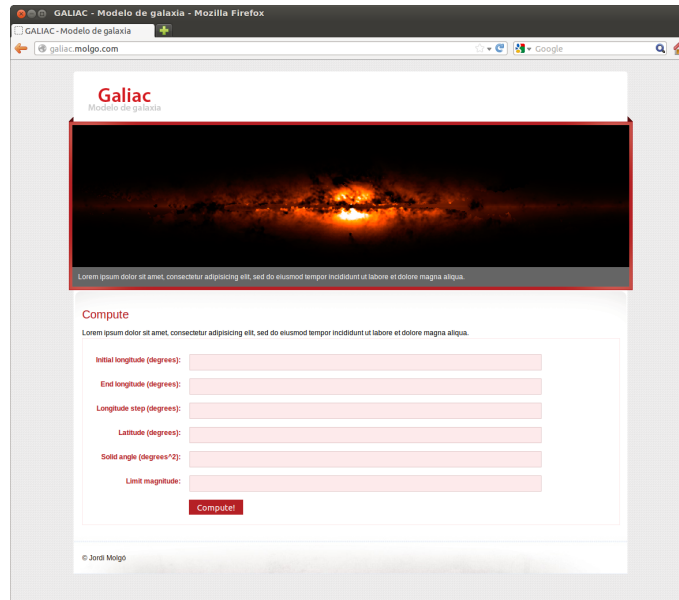 GALIAC - Modelo de galaxia - Mozilla Firefox
GALIAC - Modelo de galaxia
galiac.molgo.com
Google
Galiac
Modelo de galaxia
Lorem ipsum dolor sit amet, consectetur adipisicing elit, sed do eiusmod tempor incididunt ut labore et dolore magna aliqua.
Compute
Lorem ipsum dolor sit amet, consectetur adipisicing elit, sed do eiusmod tempor incididunt ut labore et dolore magna aliqua.
Initial longitude (degrees):
End longitude (degrees):
Longitude step (degrees):
Latitude (degrees):
Solid angle (degrees^2):
Limit magnitude:
Compute!
© Jordi Molgó